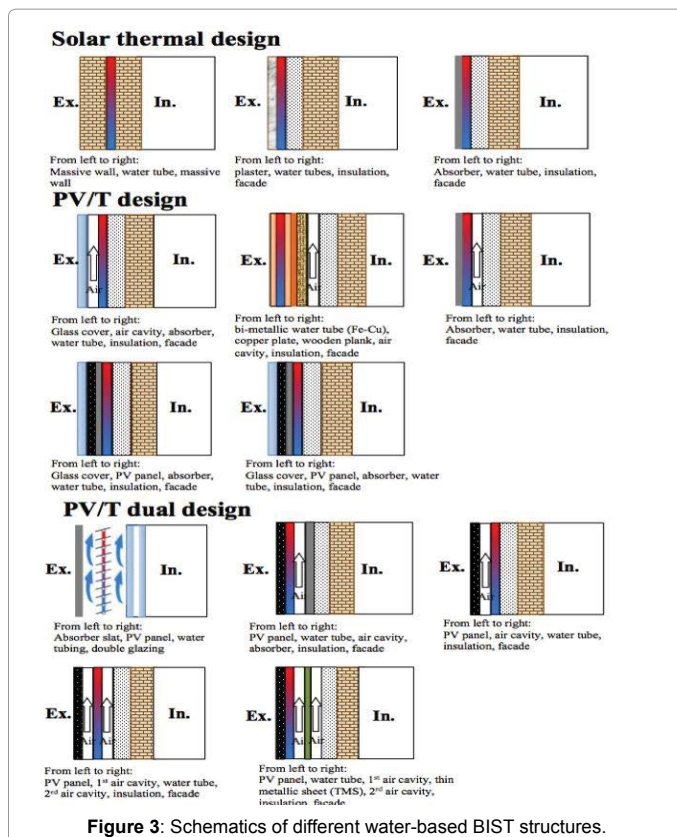 Solar thermal design
Ex.
In.
Ex.
In.
Ex.
In.
From left to right:
Massive wall, water tube, massive
wall
From left to right:
plaster, water tubes, insulation,
facade
From left to right:
Absorber, water tube, insulation,
facade
PV/T design
Ex.
Air
In.
Ex.
Air
In.
Ex.
Air
In.
From left to right:
Glass cover, air cavity, absorber,
water tube, insulation, facade
From left to right:
bi-metallic water tube (Fe-Cu),
copper plate, wooden plank, air
cavity, insulation, facade
From left to right:
Absorber, water tube, insulation,
facade
Ex.
In.
Ex.
In.
From left to right:
Glass cover, PV panel, absorber,
water tube, insulation, facade
From left to right:
Glass cover, PV panel, absorber, water
tube, insulation, facade
PV/T dual design
Ex.
In.
Ex.
Air
In.
Ex.
Air
In.
From left to right:
Absorber slat, PV panel, water
tubing, double glazing
From left to right:
PV panel, water tube, air cavity,
absorber, insulation, facade
From left to right:
PV panel, air cavity, water tube,
insulation, facade
Ex.
Air
Air
In.
Ex.
Air
Air
In.
From left to right:
PV panel, 1st air cavity, water tube,
2rd air cavity, insulation, facade
From left to right:
PV panel, water tube, 1st air cavity, thin
metallic sheet (TMS), 2rd air cavity,
insulation, facade
Figure 3: Schematics of different water-based BIST structures.